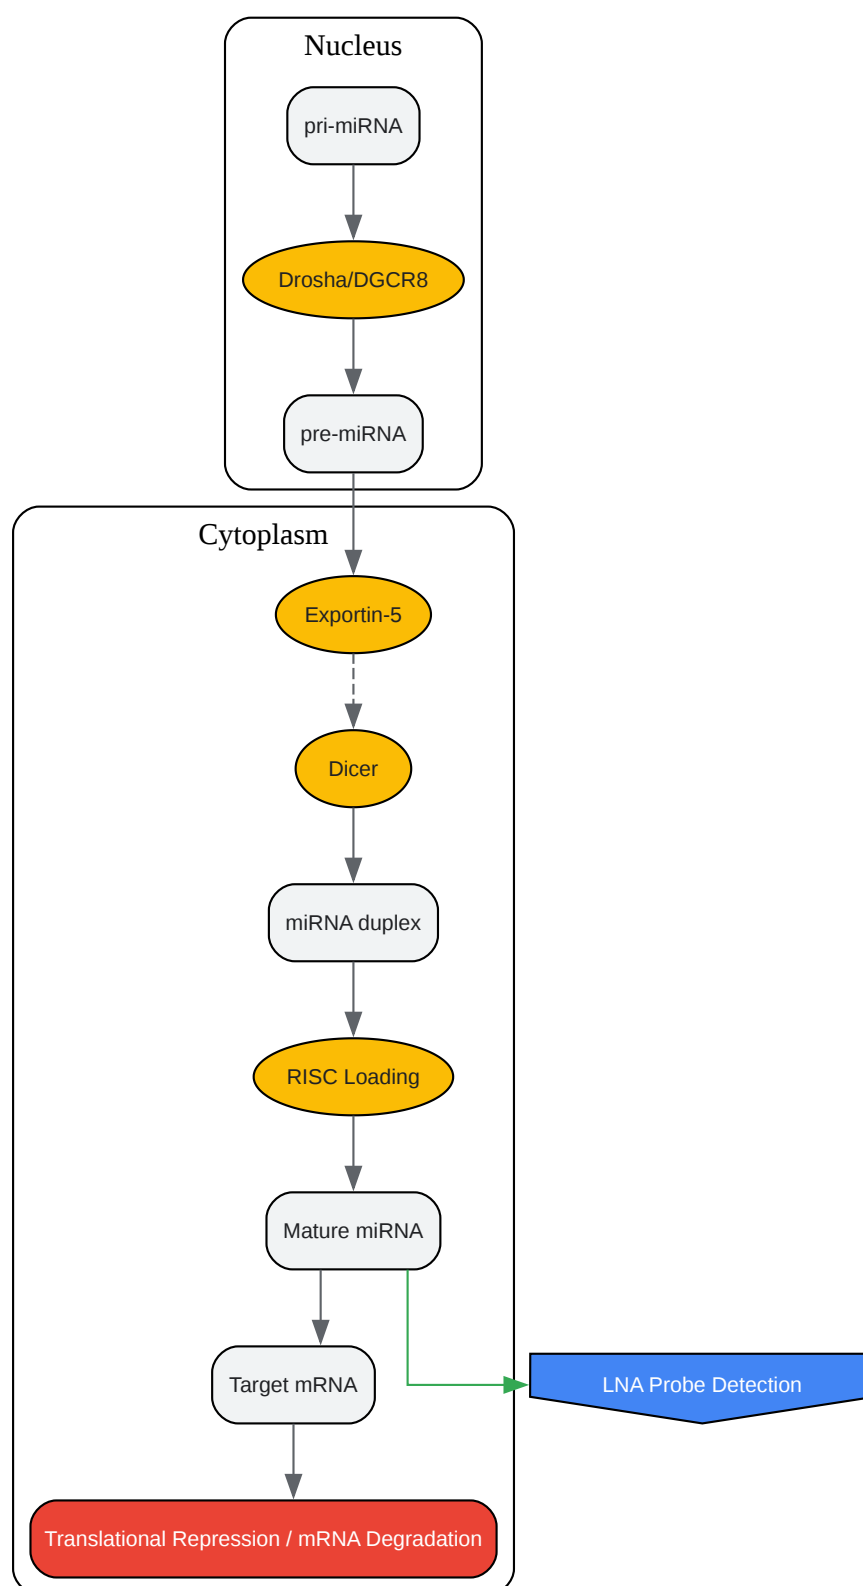 Nucleus
pri-miRNA
Drosha/DGCR8
pre-miRNA
Cytoplasm
Exportin-5
Dicer
miRNA duplex
RISC Loading
Mature miRNA
Target mRNA
LNA Probe Detection
Translational Repression / mRNA Degradation